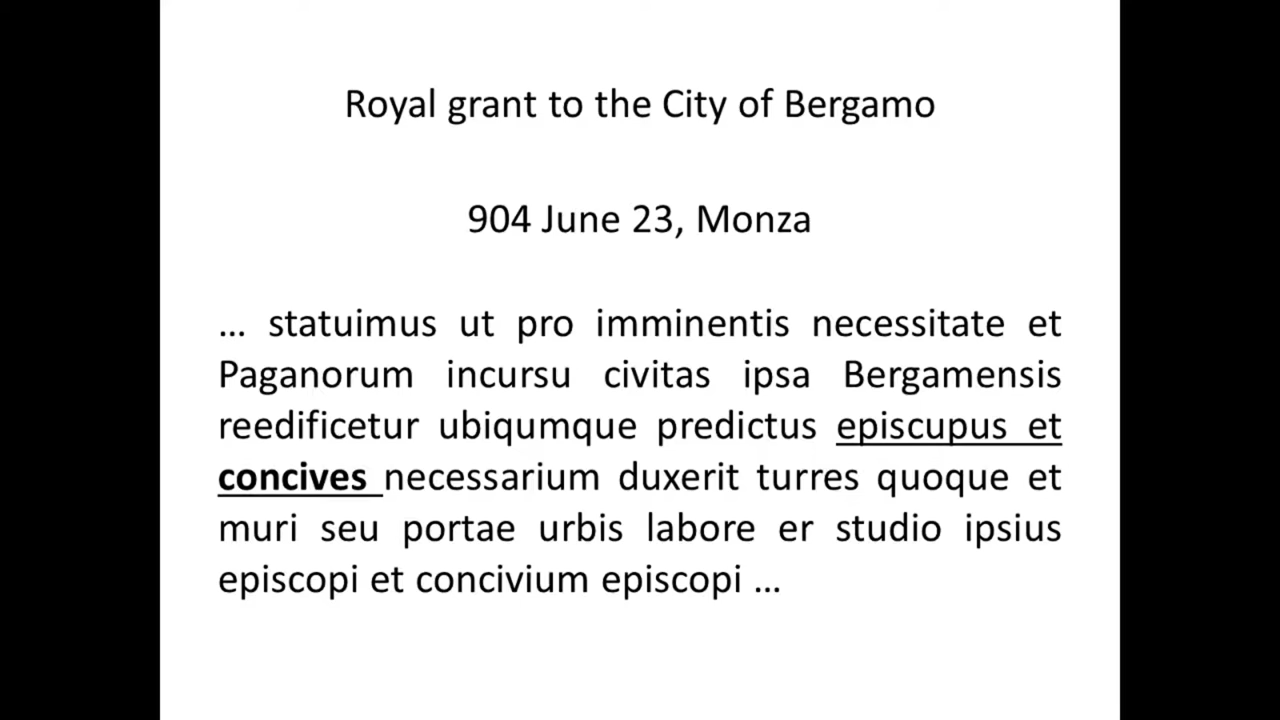 Royal grant to the City of Bergamo
904 June 23, Monza
... statuimus ut pro imminentis necessitate et
Paganorum incursu civitas ipsa Bergamensis
reedificetur ubiqumque predictus episcupus et
concives necessarium duxerit turres quoque et
muri seu portae urbis labore er studio ipsius
episcopi et concivium episcopi ...